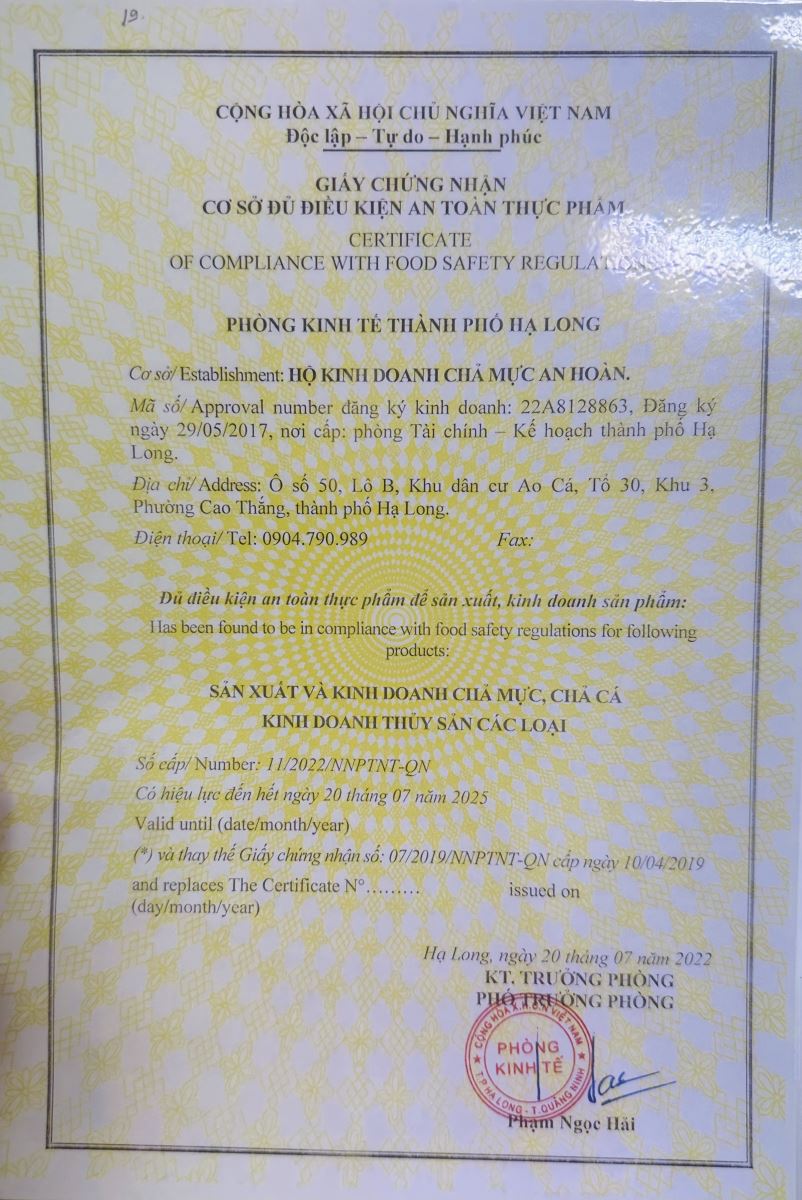 19.
CỘNG HÒA XÃ HỘI CHỦ NGHĨA VIỆT NAM
Độc lập – Tự do – Hạnh phúc
GIẤY CHỨNG NHẬN
CƠ SỞ ĐỦ ĐIỀU KIỆN AN TOÀN THỰC PHẨM
CERTIFICATE
OF COMPLIANCE WITH FOOD SAFETY REGULATIONS
PHÒNG KINH TẾ THÀNH PHỐ HẠ LONG
Cơ sở/ Establishment: HỘ KINH DOANH CHẢ MỰC AN HOÀN.
Mã số/ Approval number đăng ký kinh doanh: 22A8128863, Đăng ký
ngày 29/05/2017, nơi cấp: phòng Tài chính – Kế hoạch thành phố Hạ
Long.
Địa chỉ/ Address: Ô số 50, Lô B, Khu dân cư Ao Cá, Tổ 30, Khu 3,
Phường Cao Thắng, thành phố Hạ Long.
Điện thoại/ Tel: 0904.790.989 Fax:
Đủ điều kiện an toàn thực phẩm để sản xuất, kinh doanh sản phẩm:
Has been found to be in compliance with food safety regulations for following
products:
SẢN XUẤT VÀ KINH DOANH CHẢ MỰC, CHẢ CÁ
KINH DOANH THỦY SẢN CÁC LOẠI
Số cấp/ Number: 11/2022/NNPTNT-QN
Có hiệu lực đến hết ngày 20 tháng 07 năm 2025
Valid until (date/month/year)
(*) và thay thế Giấy chứng nhận số: 07/2019/NNPTNT-QN cấp ngày 10/04/2019
and replaces The Certificate N°......... issued on
(day/month/year)
Hạ Long, ngày 20 tháng 07 năm 2022
KT. TRƯỞNG PHÒNG
PHÓ TRƯỞNG PHÒNG
CỘNG HÒA X.H.C.N VIỆT NAM
PHÒNG
KINH TẾ
T.P HẠ LONG - T. QUẢNG NINH
Phạm Ngọc Hải